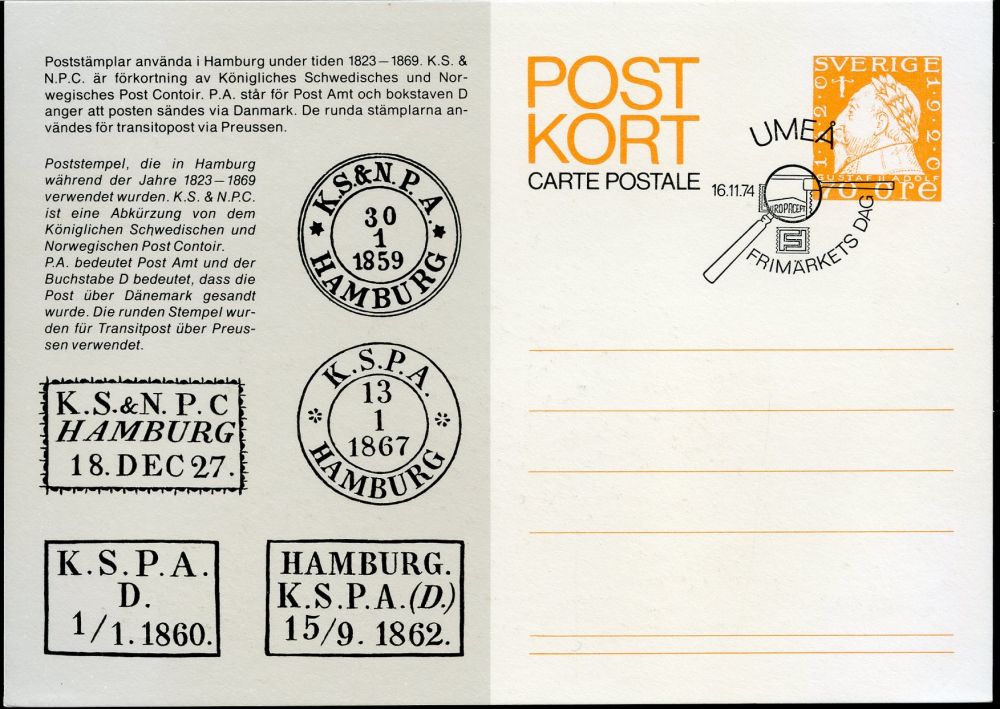 Poststämplar använda i Hamburg under tiden 1823–1869. K.S. &
N.P.C. är förkortning av Königliches Schwedisches und Nor-
wegisches Post Contoir. P.A. står för Post Amt och bokstaven D
anger att posten sändes via Danmark. De runda stämplarna an-
vändes för transitopost via Preussen.
Poststempel, die in Hamburg
während der Jahre 1823–1869
verwendet wurden. K.S. & N.P.C.
ist eine Abkürzung von dem
Königlichen Schwedischen und
Norwegischen Post Contoir.
P.A. bedeutet Post Amt und der
Buchstabe D bedeutet, dass die
Post über Dänemark gesandt
wurde. Die runden Stempel wur-
den für Transitpost über Preus-
sen verwendet.
K.S.&N.P.A.
30
1
1859
HAMBURG
K.S.P.A.
13
1
1867
HAMBURG
K.S.&N.P.C
HAMBURG
18.DEC 27.
K.S.P.A.
D.
1/1.1860.
HAMBURG.
K.S.P.A.(D.)
15/9. 1862.
POST
KORT
CARTE POSTALE
SVERIGE
1920
GUSTAF II ADOLF
70 öre
UMEÅ
16.11.74
FRIMÄRKETS DAG